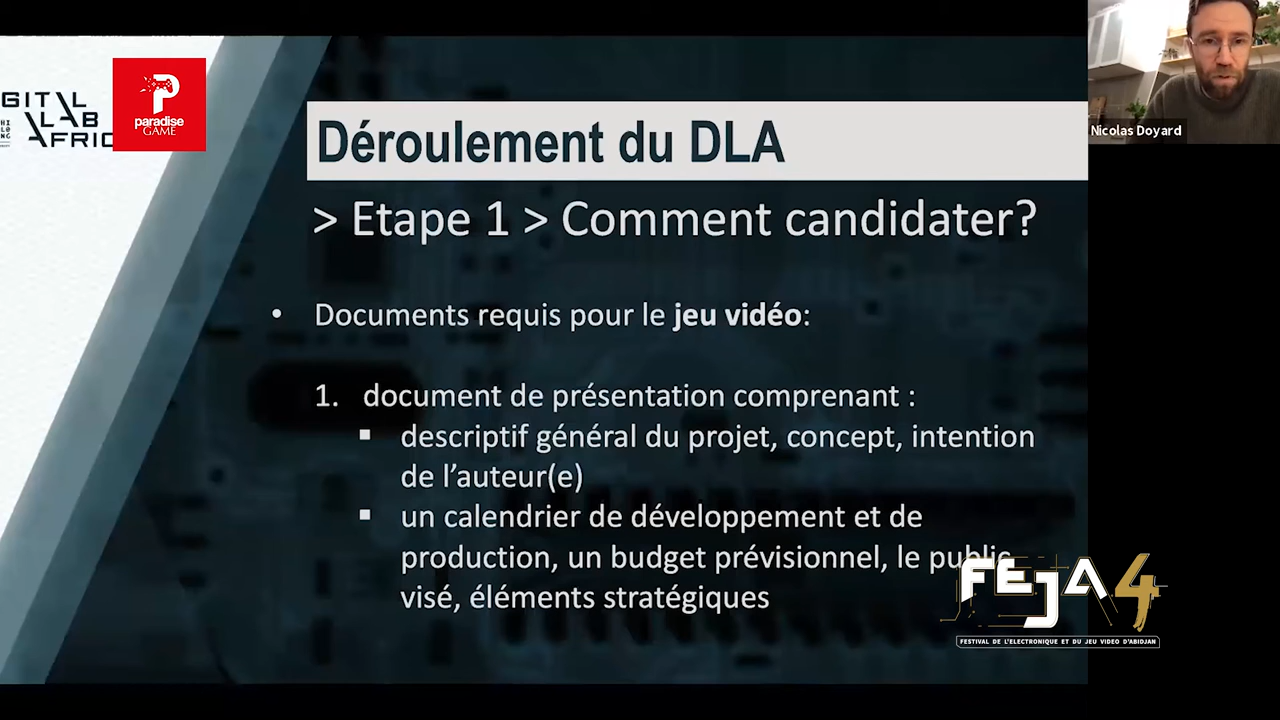 GITAL
LAB
AFRIC
P
paradise
GAME
Nicolas Doyard
Déroulement du DLA
> Etape 1 > Comment candidater?
• Documents requis pour le jeu vidéo:
1. document de présentation comprenant :
▪ descriptif général du projet, concept, intention
de l’auteur(e)
▪ un calendrier de développement et de
production, un budget prévisionnel, le public
visé, éléments stratégiques
FEJA 4
FESTIVAL DE L'ELECTRONIQUE ET DU JEU VIDEO D'ABIDJAN